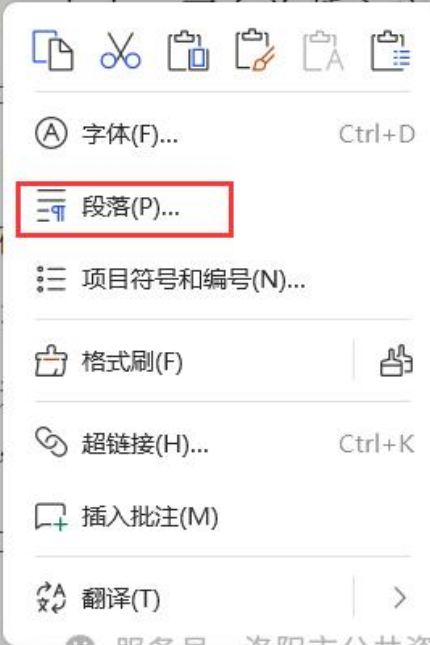 字体(F)... Ctrl+D
段落(P)...
项目符号和编号(N)...
格式刷(F)
超链接(H)... Ctrl+K
插入批注(M)
翻译(T)